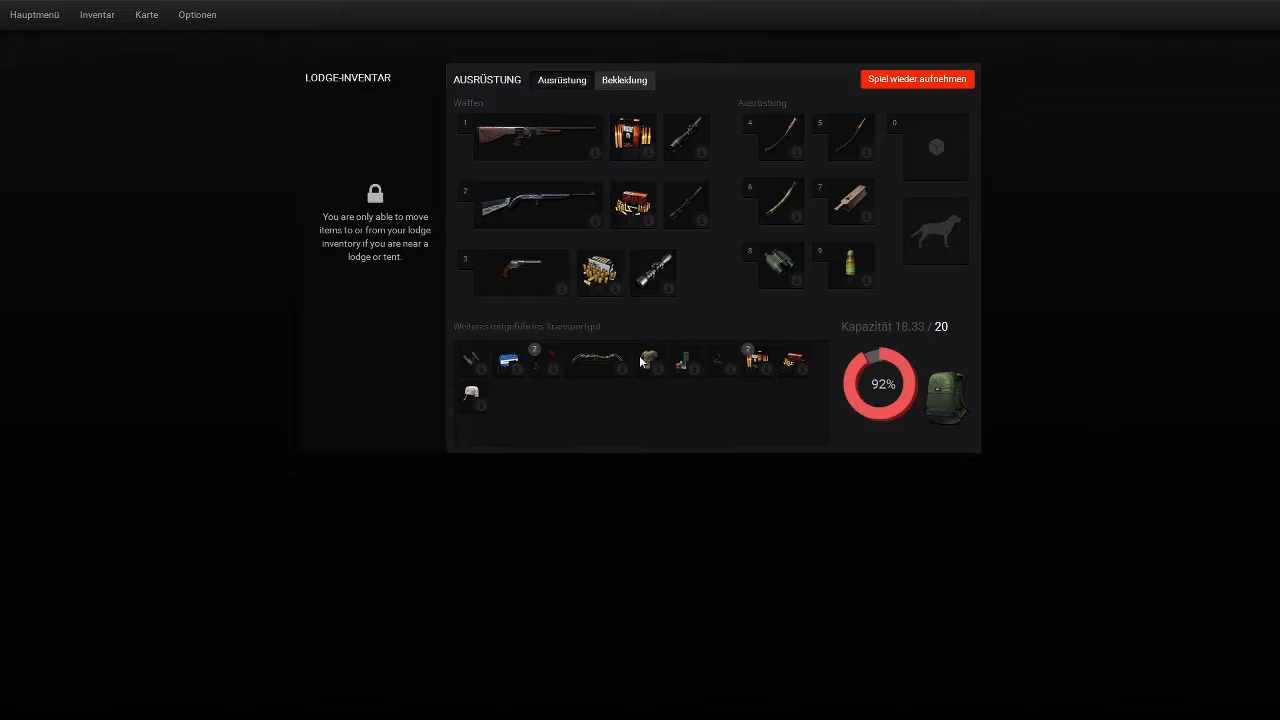 Hauptmenü Inventar Karte Optionen
LODGE-INVENTAR
AUSRÜSTUNG Ausrüstung Bekleidung Spiel wieder aufnehmen
Waffen Ausrüstung
1 4 5 0
2 6 7
3 8 9
You are only able to move
items to or from your lodge
inventory if you are near a
lodge or tent.
Weiteres mitgeführtes Transportgut Kapazität 18.33 / 20
2 2
92%